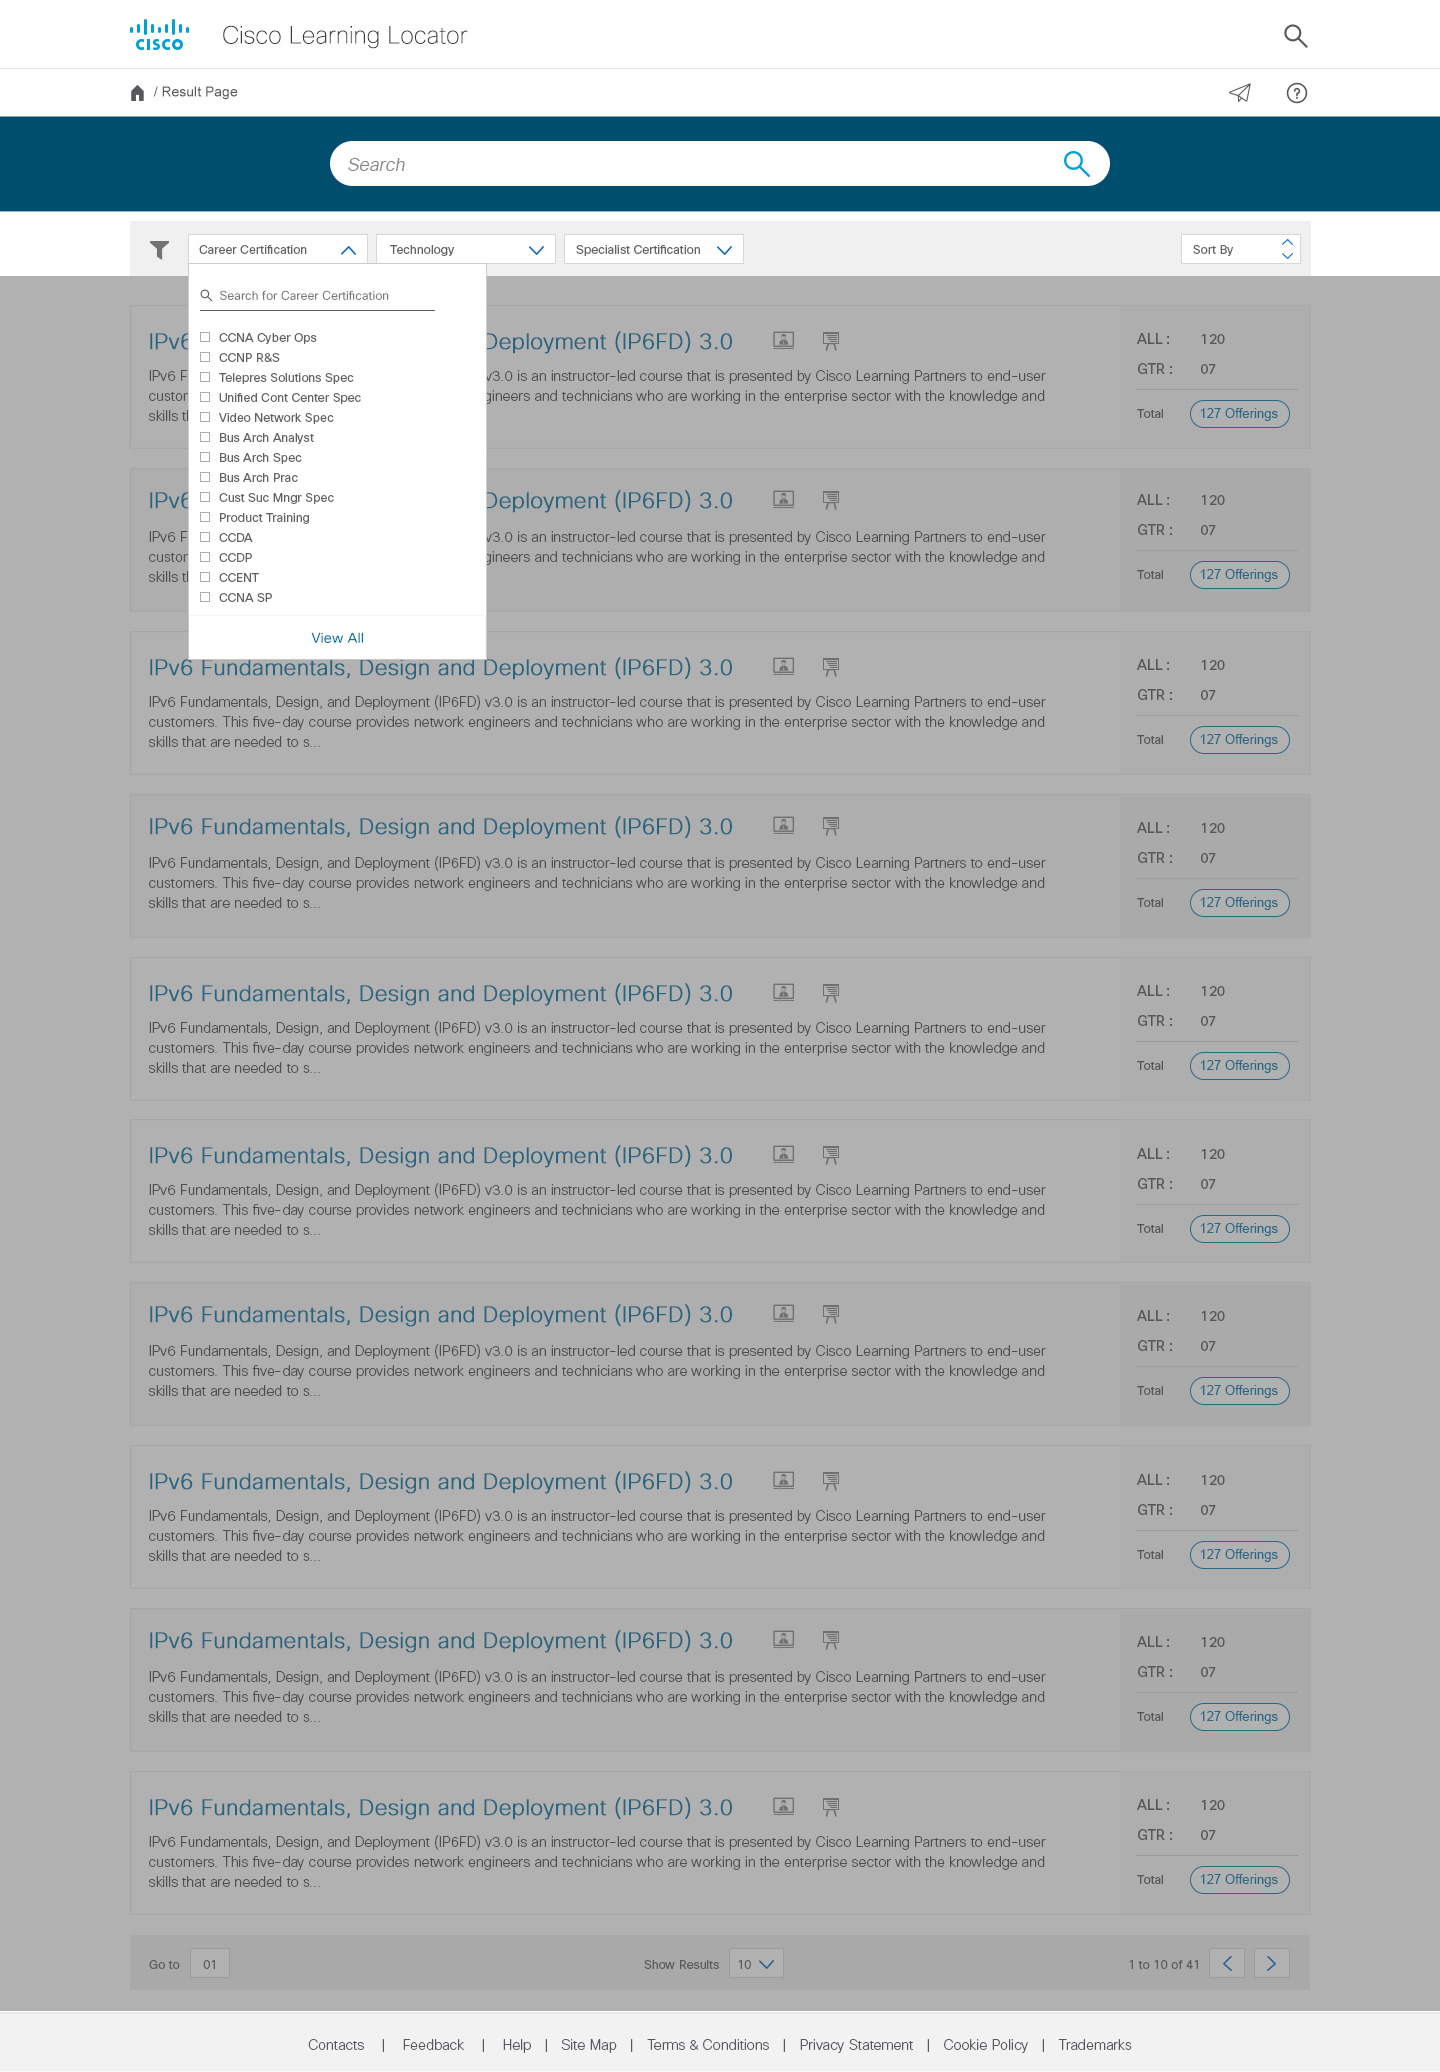 CISCO
Cisco Learning Locator
/ Result Page
Search
Career Certification
Technology
Specialist Certification
Sort By
Search for Career Certification
CCNA Cyber Ops
CCNP R&S
Telepres Solutions Spec
Unified Cont Center Spec
Video Network Spec
Bus Arch Analyst
Bus Arch Spec
Bus Arch Prac
Cust Suc Mngr Spec
Product Training
CCDA
CCDP
CCENT
CCNA SP
View All
IPv6 Deployment (IP6FD) 3.0
IPv6 F v3.0 is an instructor-led course that is presented by Cisco Learning Partners to end-user
gineers and technicians who are working in the enterprise sector with the knowledge and
skills
ALL : 120
GTR : 07
Total 127 Offerings
IPv6 Deployment (IP6FD) 3.0
IPv6 F v3.0 is an instructor-led course that is presented by Cisco Learning Partners to end-user
gineers and technicians who are working in the enterprise sector with the knowledge and
skills
ALL : 120
GTR : 07
Total 127 Offerings
IPv6 Fundamentals, Design and Deployment (IP6FD) 3.0
IPv6 Fundamentals, Design, and Deployment (IP6FD) v3.0 is an instructor-led course that is presented by Cisco Learning Partners to end-user
customers. This five-day course provides network engineers and technicians who are working in the enterprise sector with the knowledge and
skills that are needed to s...
ALL : 120
GTR : 07
Total 127 Offerings
IPv6 Fundamentals, Design and Deployment (IP6FD) 3.0
IPv6 Fundamentals, Design, and Deployment (IP6FD) v3.0 is an instructor-led course that is presented by Cisco Learning Partners to end-user
customers. This five-day course provides network engineers and technicians who are working in the enterprise sector with the knowledge and
skills that are needed to s...
ALL : 120
GTR : 07
Total 127 Offerings
IPv6 Fundamentals, Design and Deployment (IP6FD) 3.0
IPv6 Fundamentals, Design, and Deployment (IP6FD) v3.0 is an instructor-led course that is presented by Cisco Learning Partners to end-user
customers. This five-day course provides network engineers and technicians who are working in the enterprise sector with the knowledge and
skills that are needed to s...
ALL : 120
GTR : 07
Total 127 Offerings
IPv6 Fundamentals, Design and Deployment (IP6FD) 3.0
IPv6 Fundamentals, Design, and Deployment (IP6FD) v3.0 is an instructor-led course that is presented by Cisco Learning Partners to end-user
customers. This five-day course provides network engineers and technicians who are working in the enterprise sector with the knowledge and
skills that are needed to s...
ALL : 120
GTR : 07
Total 127 Offerings
IPv6 Fundamentals, Design and Deployment (IP6FD) 3.0
IPv6 Fundamentals, Design, and Deployment (IP6FD) v3.0 is an instructor-led course that is presented by Cisco Learning Partners to end-user
customers. This five-day course provides network engineers and technicians who are working in the enterprise sector with the knowledge and
skills that are needed to s...
ALL : 120
GTR : 07
Total 127 Offerings
IPv6 Fundamentals, Design and Deployment (IP6FD) 3.0
IPv6 Fundamentals, Design, and Deployment (IP6FD) v3.0 is an instructor-led course that is presented by Cisco Learning Partners to end-user
customers. This five-day course provides network engineers and technicians who are working in the enterprise sector with the knowledge and
skills that are needed to s...
ALL : 120
GTR : 07
Total 127 Offerings
IPv6 Fundamentals, Design and Deployment (IP6FD) 3.0
IPv6 Fundamentals, Design, and Deployment (IP6FD) v3.0 is an instructor-led course that is presented by Cisco Learning Partners to end-user
customers. This five-day course provides network engineers and technicians who are working in the enterprise sector with the knowledge and
skills that are needed to s...
ALL : 120
GTR : 07
Total 127 Offerings
IPv6 Fundamentals, Design and Deployment (IP6FD) 3.0
IPv6 Fundamentals, Design, and Deployment (IP6FD) v3.0 is an instructor-led course that is presented by Cisco Learning Partners to end-user
customers. This five-day course provides network engineers and technicians who are working in the enterprise sector with the knowledge and
skills that are needed to s...
ALL : 120
GTR : 07
Total 127 Offerings
Go to 01
Show Results 10
1 to 10 of 41
Contacts | Feedback | Help | Site Map | Terms & Conditions | Privacy Statement | Cookie Policy | Trademarks